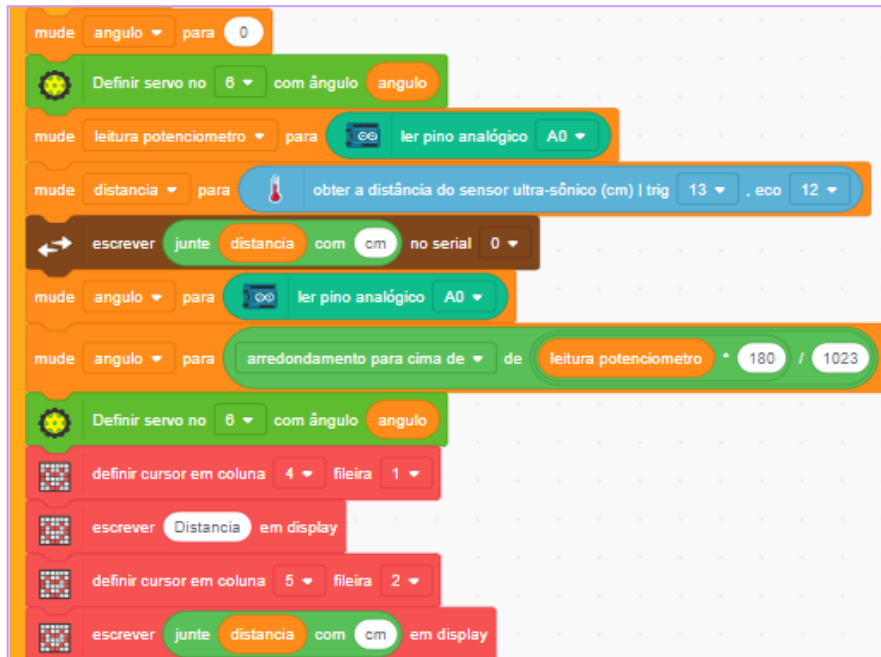 mude angulo para 0
Definir servo no 6 com ângulo angulo
mude leitura potenciometro para ler pino analógico A0
mude distancia para obter a distância do sensor ultra-sônico (cm) | trig 13 , eco 12
escrever junte distancia com cm no serial 0
mude angulo para ler pino analógico A0
mude angulo para arredondamento para cima de de leitura potenciometro * 180 / 1023
Definir servo no 6 com ângulo angulo
definir cursor em coluna 4 fileira 1
escrever Distancia em display
definir cursor em coluna 5 fileira 2
escrever junte distancia com cm em display